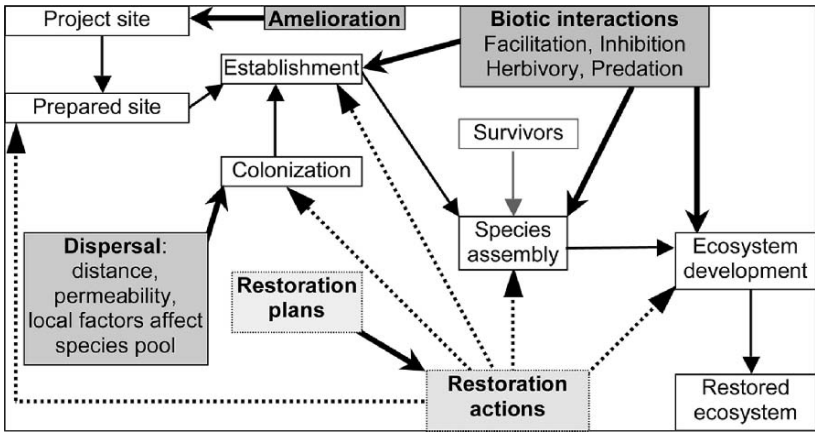 Project site
Amelioration
Biotic interactions
Facilitation, Inhibition
Herbivory, Predation
Establishment
Prepared site
Survivors
Colonization
Species
assembly
Ecosystem
development
Dispersal:
distance,
permeability,
local factors affect
species pool
Restoration
plans
Restoration
actions
Restored
ecosystem